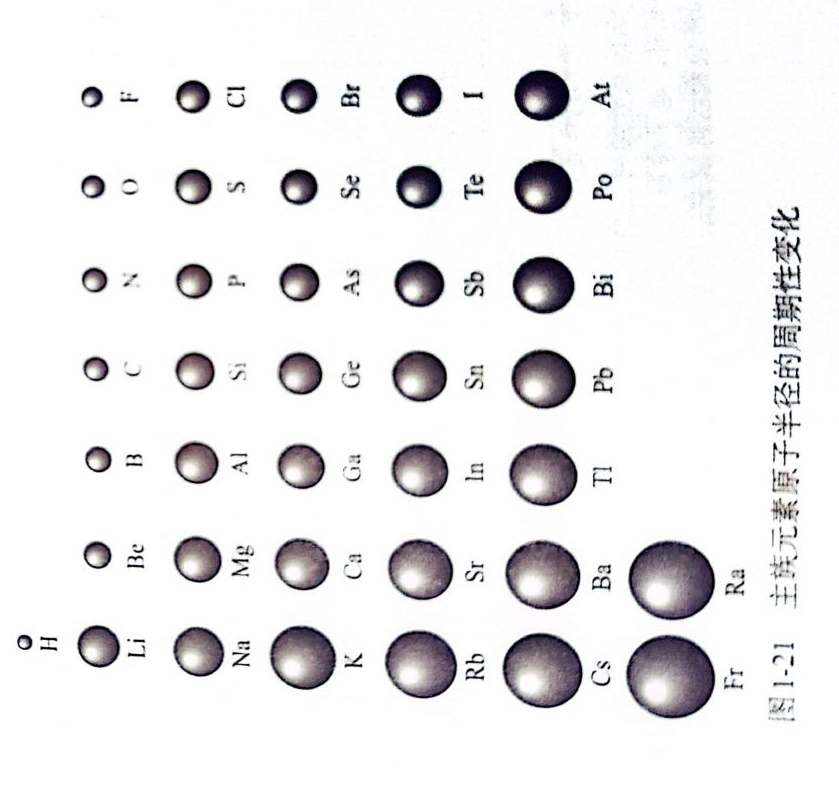 H
Li Be B C N O F
Na Mg Al Si P S Cl
K Ca Ga Ge As Se Br
Rb Sr In Sn Sb Te I
Cs Ba Tl Pb Bi Po At
Fr Ra
图1-21 主族元素原子半径的周期性变化